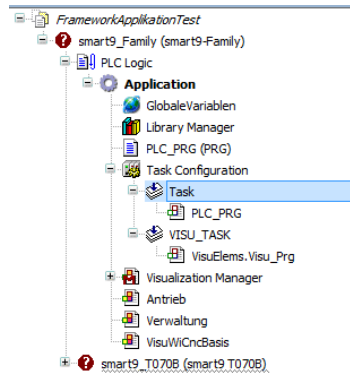 FrameworkApplikationTest
smart9_Family (smart9-Family)
PLC Logic
Application
GlobaleVariablen
Library Manager
PLC_PRG (PRG)
Task Configuration
Task
PLC_PRG
VISU_TASK
VisuElems.Visu_Prg
Visualization Manager
Antrieb
Verwaltung
VisuWiCncBasis
smart9_T070B (smart9 T070B)